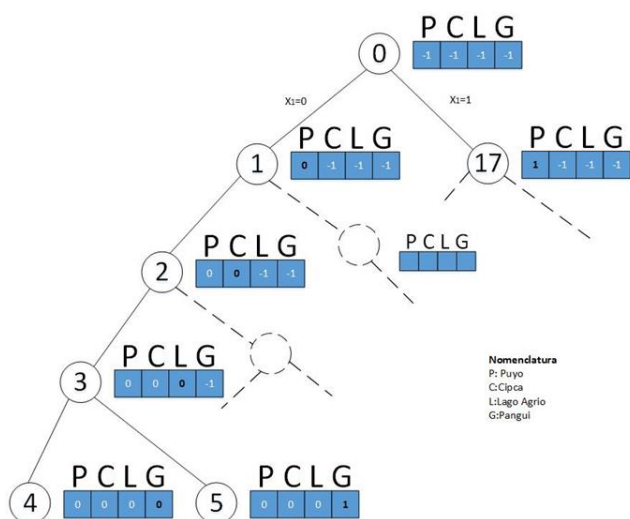 P C L G
0
-1 -1 -1 -1
X1=0
X1=1
P C L G
1
0 -1 -1 -1
P C L G
17
1 -1 -1 -1
P C L G
P C L G
2
0 0 -1 -1
P C L G
3
0 0 0 -1
Nomenclatura
P: Puyo
C:Cipca
L:Lago Agrio
G:Pangui
P C L G
4
0 0 0 0
P C L G
5
0 0 0 1